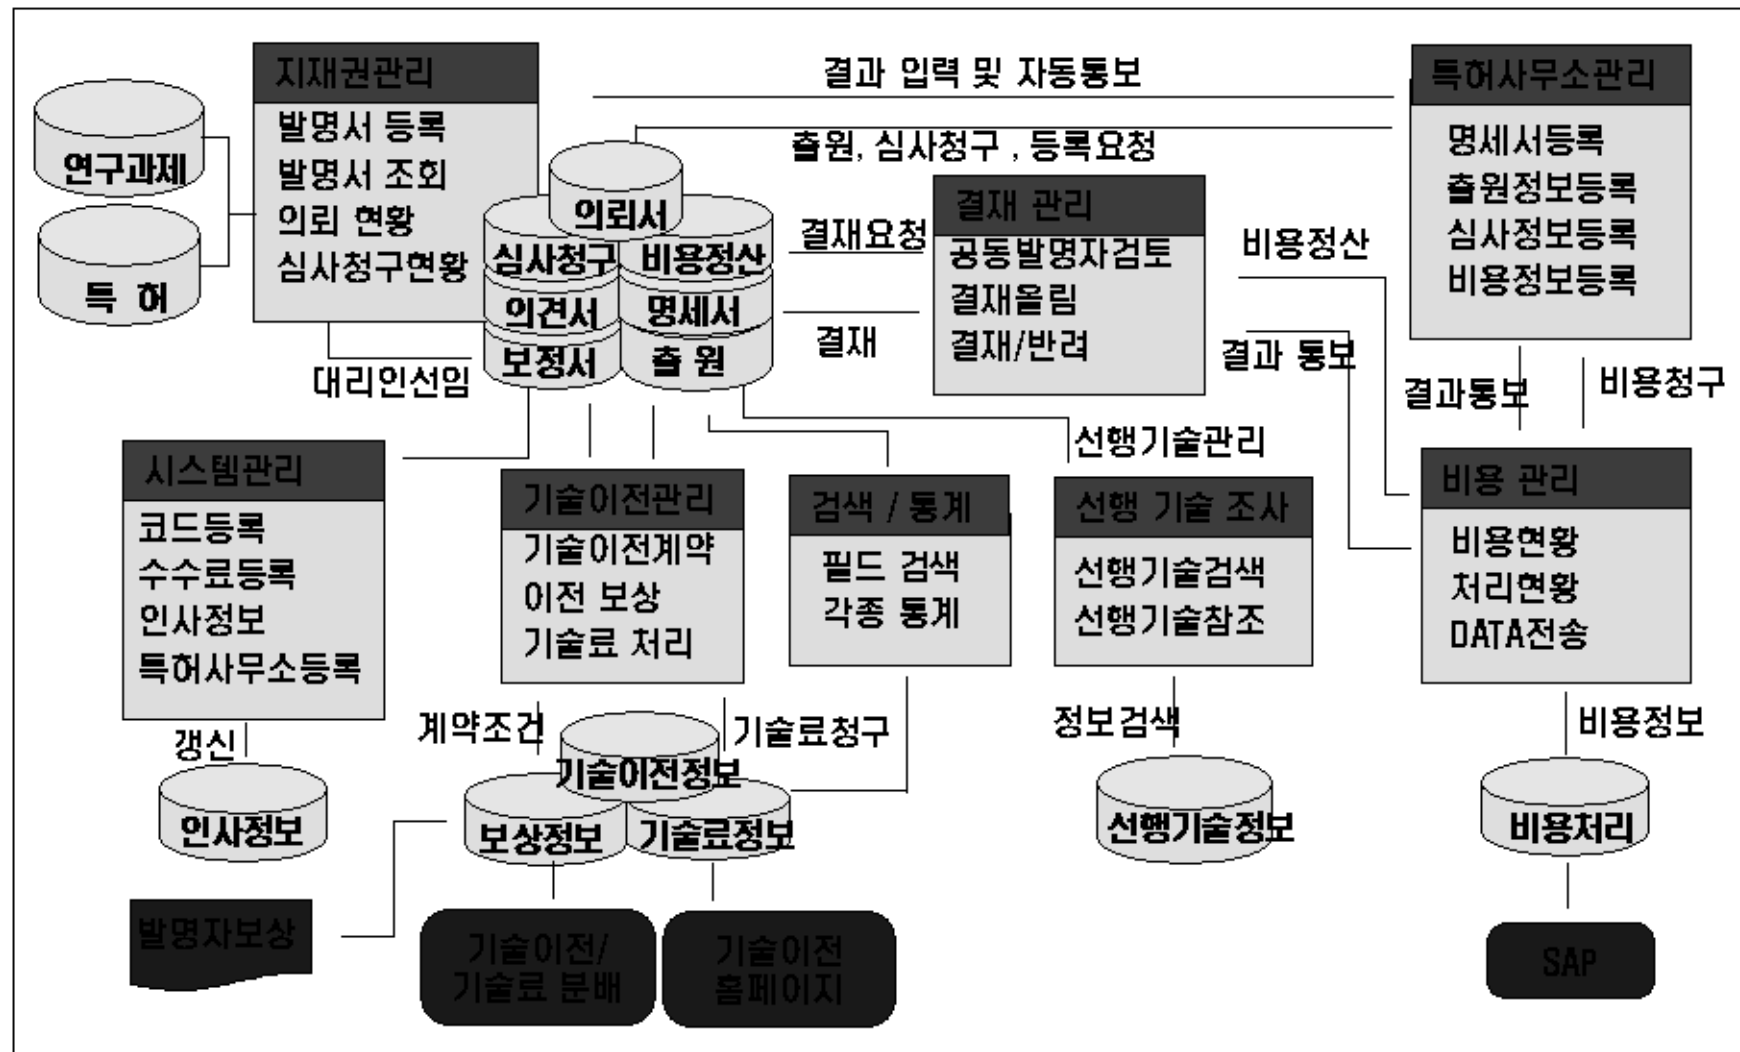 지재권관리
발명서 등록
발명서 조회
의뢰 현황
심사청구현황
연구과제
특 허
결과 입력 및 자동통보
출원, 심사청구 , 등록요청
특허사무소관리
명세서등록
출원정보등록
심사정보등록
비용정보등록
의뢰서
심사청구
비용정산
의견서
명세서
보정서
출 원
결재요청
결재
결재 관리
공동발명자검토
결재올림
결재/반려
비용정산
결과 통보
결과통보
비용청구
대리인선임
선행기술관리
시스템관리
코드등록
수수료등록
인사정보
특허사무소등록
기술이전관리
기술이전계약
이전 보상
기술료 처리
검색 / 통계
필드 검색
각종 통계
선행 기술 조사
선행기술검색
선행기술참조
비용 관리
비용현황
처리현황
DATA전송
갱신
계약조건
기술료청구
정보검색
비용정보
인사정보
기술이전정보
보상정보
기술료정보
선행기술정보
비용처리
발명자보상
기술이전/
기술료 분배
기술이전
홈페이지
SAP